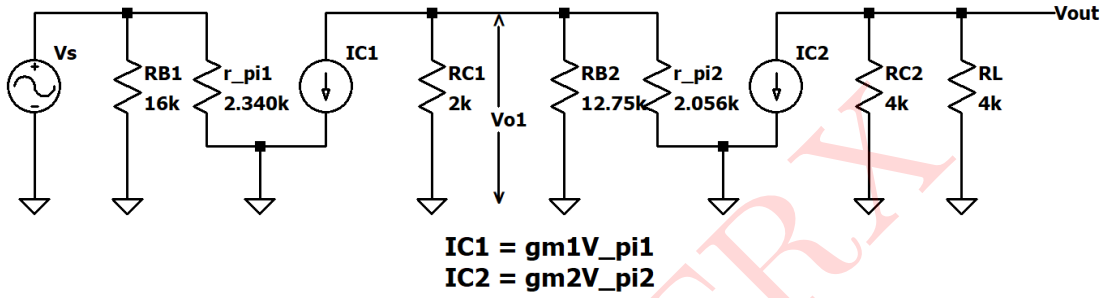 Vout
Vs
IC1
IC2
RB1
r_pi1
RC1
RB2
r_pi2
RC2
RL
16k
2.340k
2k
12.75k
2.056k
4k
4k
Vo1
IC1 = gm1V_pi1
IC2 = gm2V_pi2
TRX